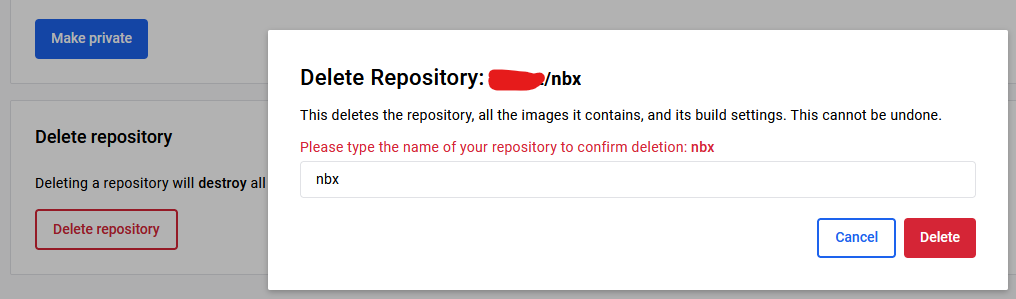 Make private
Delete repository
Deleting a repository will destroy all
Delete repository
Delete Repository: /nbx
This deletes the repository, all the images it contains, and its build settings. This cannot be undone.
Please type the name of your repository to confirm deletion: nbx
nbx
Cancel Delete